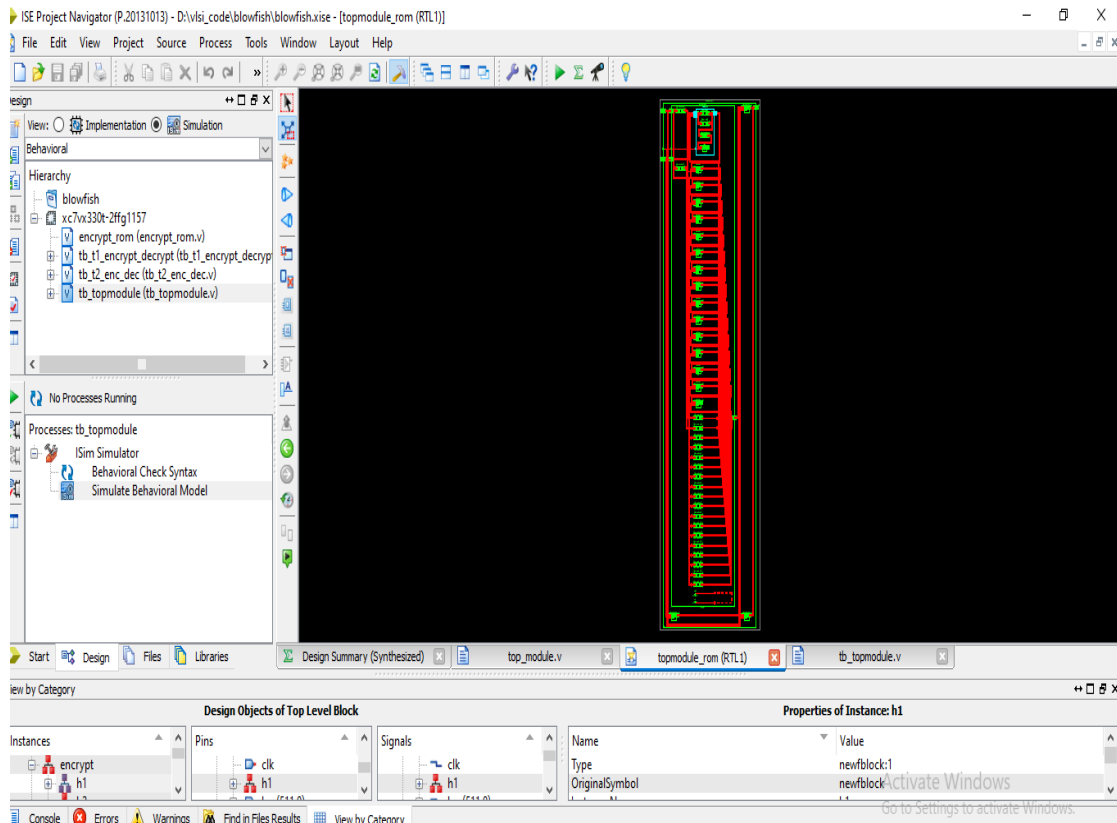 ISE Project Navigator (P.20131013) - D:\vlsi_code\blowfish\blowfish.xise - [topmodule_rom (RTL1)]
File Edit View Project Source Process Tools Window Layout Help
Design
View: Implementation Simulation
Behavioral
Hierarchy
blowfish
xc7vx330t-2ffg1157
encrypt_rom (encrypt_rom.v)
tb_t1_encrypt_decrypt (tb_t1_encrypt_decryp
tb_t2_enc_dec (tb_t2_enc_dec.v)
tb_topmodule (tb_topmodule.v)
No Processes Running
Processes: tb_topmodule
ISim Simulator
Behavioral Check Syntax
Simulate Behavioral Model
Start Design Files Libraries
Design Summary (Synthesized) top_module.v topmodule_rom (RTL1) tb_topmodule.v
View by Category
Design Objects of Top Level Block Properties of Instance: h1
Instances Pins Signals Name Value
encrypt clk clk Type newfblock:1
h1 h1 h1 OriginalSymbol newfblock
Activate Windows
Go to Settings to activate Windows.
Console Errors Warnings Find in Files Results View by Category